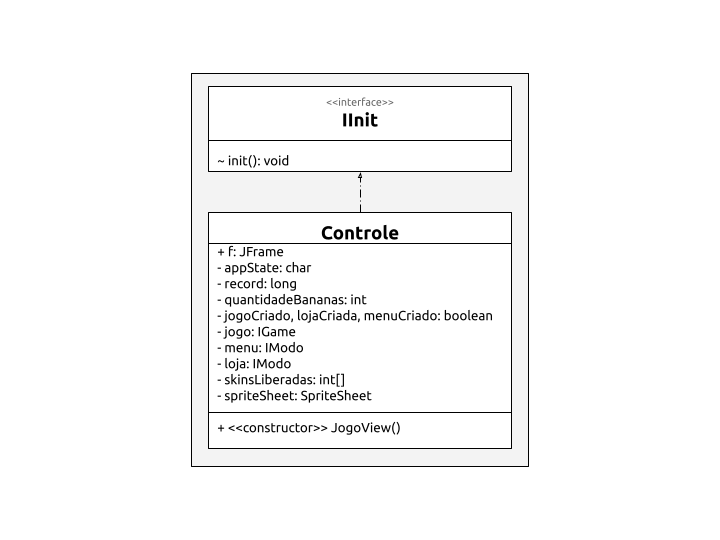 <<interface>>
IInit
~ init(): void
Controle
+ f: JFrame
- appState: char
- record: long
- quantidadeBananas: int
- jogoCriado, lojaCriada, menuCriado: boolean
- jogo: IGame
- menu: IModo
- loja: IModo
- skinsLiberadas: int[]
- spriteSheet: SpriteSheet
+ <<constructor>> JogoView()